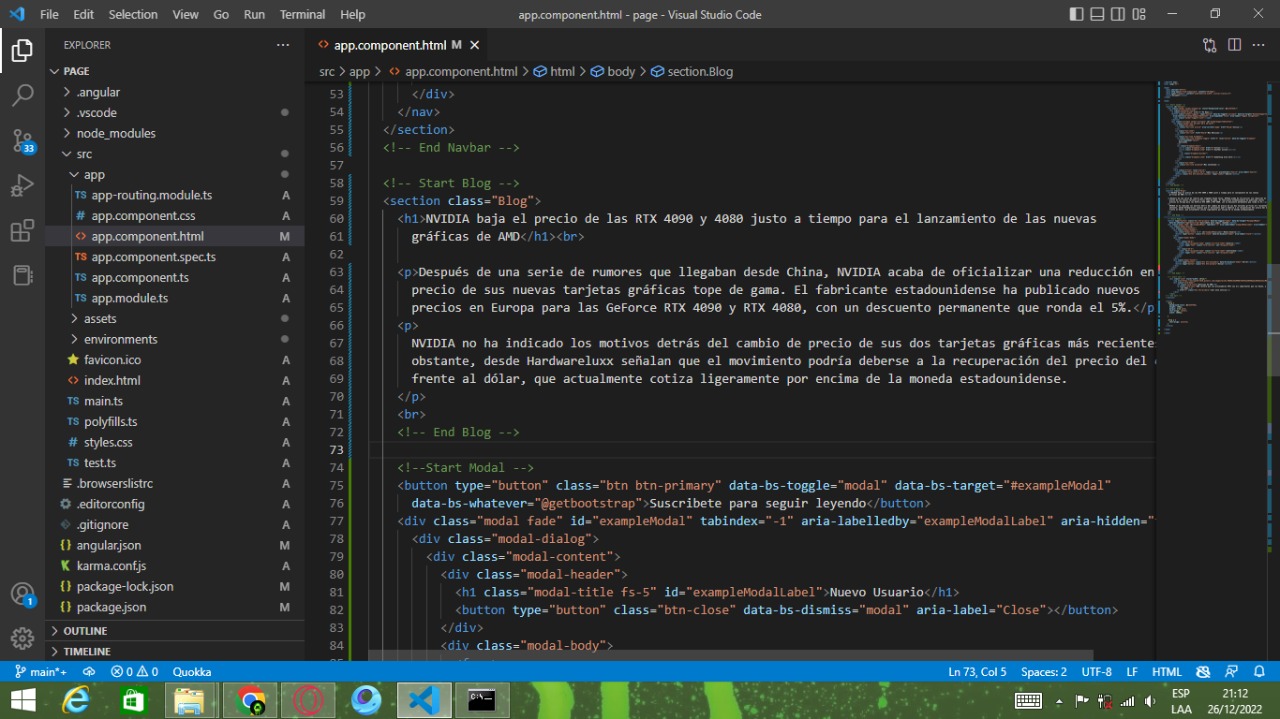 File Edit Selection View Go Run Terminal Help
app.component.html - page - Visual Studio Code
EXPLORER
PAGE
.angular
.vscode
node_modules
src
app
TS app-routing.module.ts A
# app.component.css A
<> app.component.html M
TS app.component.spec.ts A
TS app.component.ts A
TS app.module.ts A
assets
environments
favicon.ico A
<> index.html A
TS main.ts A
TS polyfills.ts A
# styles.css A
TS test.ts A
.browserslistrc A
.editorconfig A
.gitignore A
{} angular.json M
karma.conf.js A
{} package-lock.json M
{} package.json M
OUTLINE
TIMELINE
33
1
<> app.component.html M
src > app > <> app.component.html > html > body > section.Blog
53 </div>
54 </nav>
55 </section>
56 <!-- End Navbar -->
57
58 <!-- Start Blog -->
59 <section class="Blog">
60 <h1>NVIDIA baja el precio de las RTX 4090 y 4080 justo a tiempo para el lanzamiento de las nuevas
61 gráficas de AMD</h1><br>
62
63 <p>Después de una serie de rumores que llegaban desde China, NVIDIA acaba de oficializar una reducción en
64 precio de sus nuevas tarjetas gráficas tope de gama. El fabricante estadounidense ha publicado nuevos
65 precios en Europa para las GeForce RTX 4090 y RTX 4080, con un descuento permanente que ronda el 5%.</p
66 <p>
67 NVIDIA no ha indicado los motivos detrás del cambio de precio de sus dos tarjetas gráficas más reciente
68 obstante, desde Hardwareluxx señalan que el movimiento podría deberse a la recuperación del precio del
69 frente al dólar, que actualmente cotiza ligeramente por encima de la moneda estadounidense.
70 </p>
71 <br>
72 <!-- End Blog -->
73
74 <!--Start Modal -->
75 <button type="button" class="btn btn-primary" data-bs-toggle="modal" data-bs-target="#exampleModal"
76 data-bs-whatever="@getbootstrap">Suscribete para seguir leyendo</button>
77 <div class="modal fade" id="exampleModal" tabindex="-1" aria-labelledby="exampleModalLabel" aria-hidden="
78 <div class="modal-dialog">
79 <div class="modal-content">
80 <div class="modal-header">
81 <h1 class="modal-title fs-5" id="exampleModalLabel">Nuevo Usuario</h1>
82 <button type="button" class="btn-close" data-bs-dismiss="modal" aria-label="Close"></button>
83 </div>
84 <div class="modal-body">
main*+ 0 0 Quokka
Ln 73, Col 5 Spaces: 2 UTF-8 LF HTML
ESP
LAA
21:12
26/12/2022